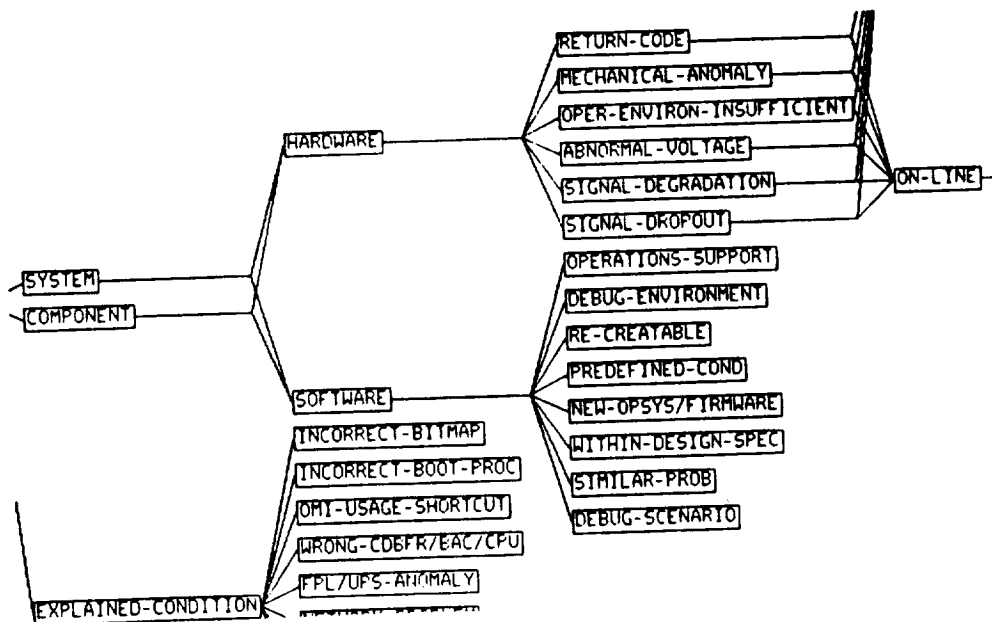 RETURN-CODE
MECHANICAL-ANOMALY
OPER-ENVIRON-INSUFFICIENT
HARDWARE
ABNORMAL-VOLTAGE
SIGNAL-DEGRADATION
ON-LINE
SIGNAL-DROPOUT
OPERATIONS-SUPPORT
SYSTEM
DEBUG-ENVIRONMENT
COMPONENT
RE-CREATABLE
PREDEFINED-COND
SOFTWARE
NEW-OPSYS/FIRMWARE
INCORRECT-BITMAP
WITHIN-DESIGN-SPEC
INCORRECT-BOOT-PROC
SIMILAR-PROB
OMI-USAGE-SHORTCUT
DEBUG-SCENARIO
WRONG-CDBFR/EAC/CPU
FPL/UPS-ANOMALY
EXPLAINED-CONDITION